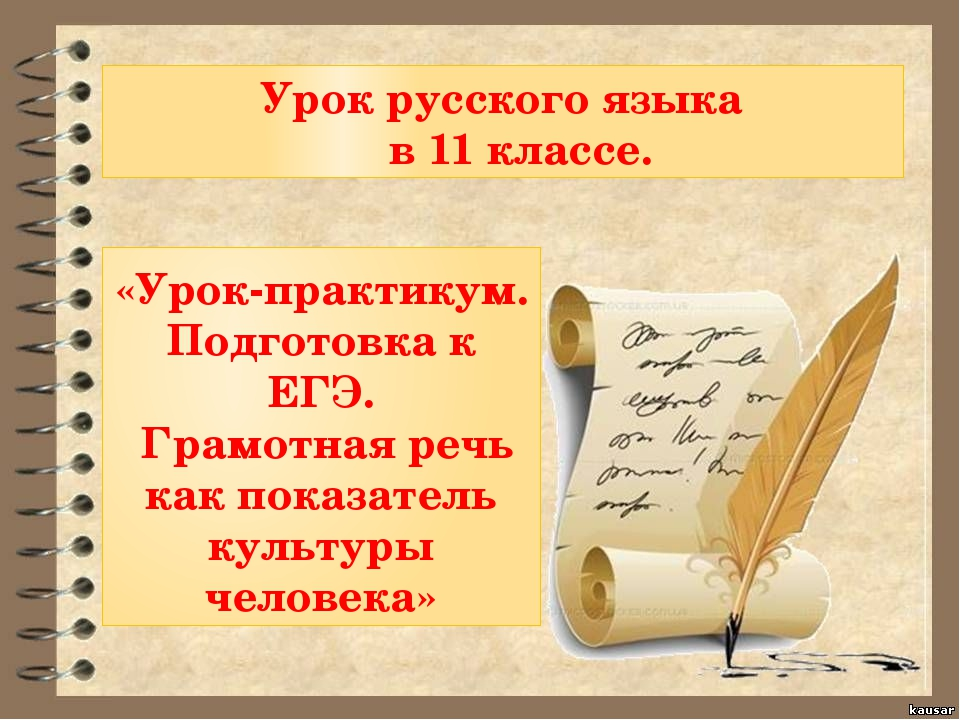 Урок русского языка
в 11 классе.
«Урок-практикум.
Подготовка к
ЕГЭ.
Грамотная речь
как показатель
культуры
человека»
kausar